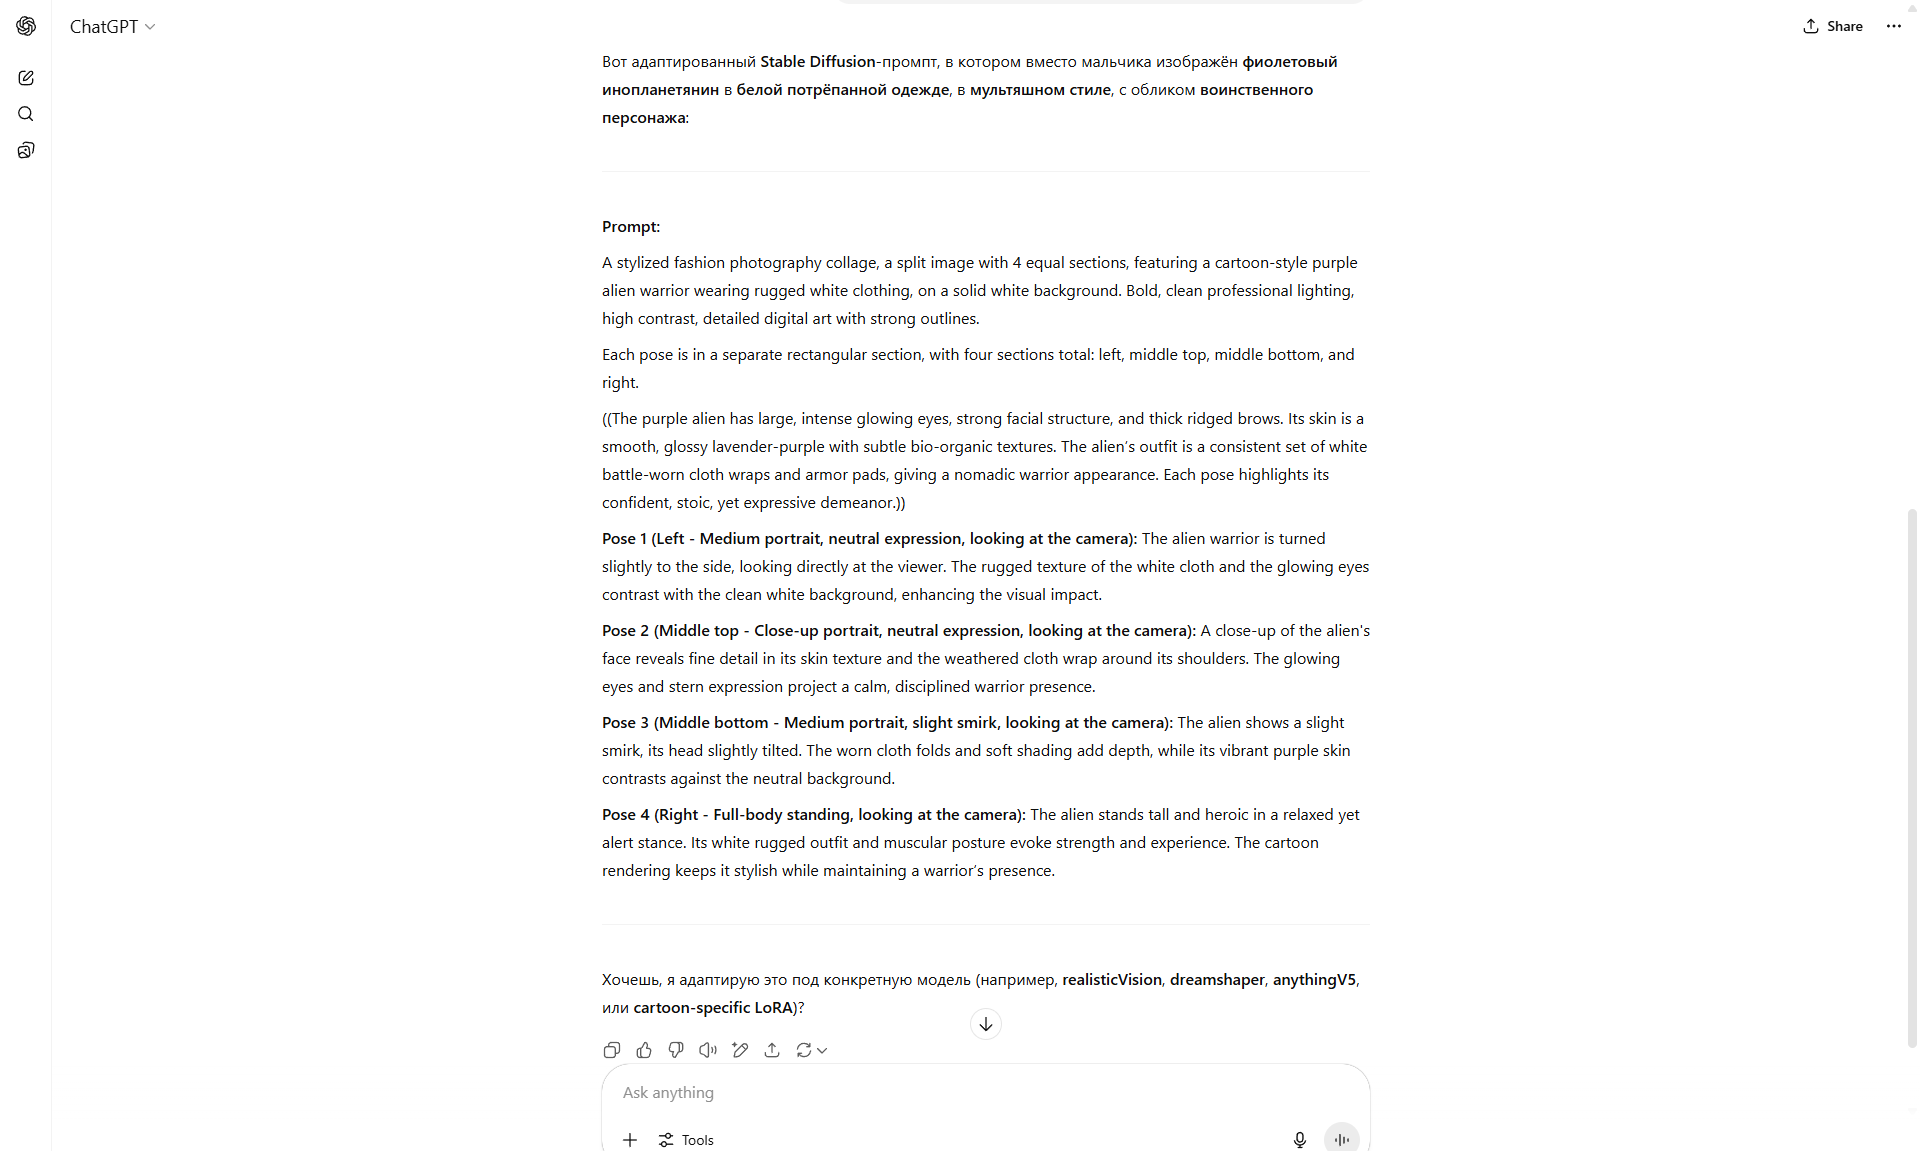 ChatGPT
Share
Вот адаптированный Stable Diffusion-промпт, в котором вместо мальчика изображён фиолетовый
инопланетянин в белой потрёпанной одежде, в мультяшном стиле, с обликом воинственного
персонажа:
Prompt:
A stylized fashion photography collage, a split image with 4 equal sections, featuring a cartoon-style purple
alien warrior wearing rugged white clothing, on a solid white background. Bold, clean professional lighting,
high contrast, detailed digital art with strong outlines.
Each pose is in a separate rectangular section, with four sections total: left, middle top, middle bottom, and
right.
((The purple alien has large, intense glowing eyes, strong facial structure, and thick ridged brows. Its skin is a
smooth, glossy lavender-purple with subtle bio-organic textures. The alien’s outfit is a consistent set of white
battle-worn cloth wraps and armor pads, giving a nomadic warrior appearance. Each pose highlights its
confident, stoic, yet expressive demeanor.))
Pose 1 (Left - Medium portrait, neutral expression, looking at the camera): The alien warrior is turned
slightly to the side, looking directly at the viewer. The rugged texture of the white cloth and the glowing eyes
contrast with the clean white background, enhancing the visual impact.
Pose 2 (Middle top - Close-up portrait, neutral expression, looking at the camera): A close-up of the alien's
face reveals fine detail in its skin texture and the weathered cloth wrap around its shoulders. The glowing
eyes and stern expression project a calm, disciplined warrior presence.
Pose 3 (Middle bottom - Medium portrait, slight smirk, looking at the camera): The alien shows a slight
smirk, its head slightly tilted. The worn cloth folds and soft shading add depth, while its vibrant purple skin
contrasts against the neutral background.
Pose 4 (Right - Full-body standing, looking at the camera): The alien stands tall and heroic in a relaxed yet
alert stance. Its white rugged outfit and muscular posture evoke strength and experience. The cartoon
rendering keeps it stylish while maintaining a warrior’s presence.
Хочешь, я адаптирую это под конкретную модель (например, realisticVision, dreamshaper, anythingV5,
или cartoon-specific LoRA)?
Ask anything
Tools